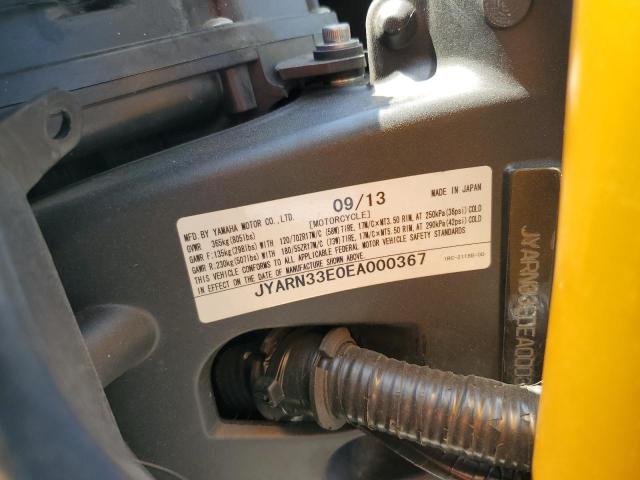 09/13
MADE IN JAPAN
MFD. BY YAMAHA MOTOR CO., LTD. [MOTORCYCLE]
GVWR 365kg(805lbs)
GAWR F:135kg(298lbs)WITH 120/70ZR17M/C (58W)TIRE, 17M/C×MT3.50 RIM, AT 250kPa(36psi)COLD
GAWR R:230kg(507lbs)WITH 180/55ZR17M/C (73W)TIRE, 17M/C×MT5.50 RIM, AT 290kPa(42psi)COLD
THIS VEHICLE CONFORMS TO ALL APPLICABLE FEDERAL MOTOR VEHICLE SAFETY STANDARDS
IN EFFECT ON THE DATE OF MANUFACTURE SHOWN ABOVE.
JYARN33E0EA000367
1RC-2118B-00